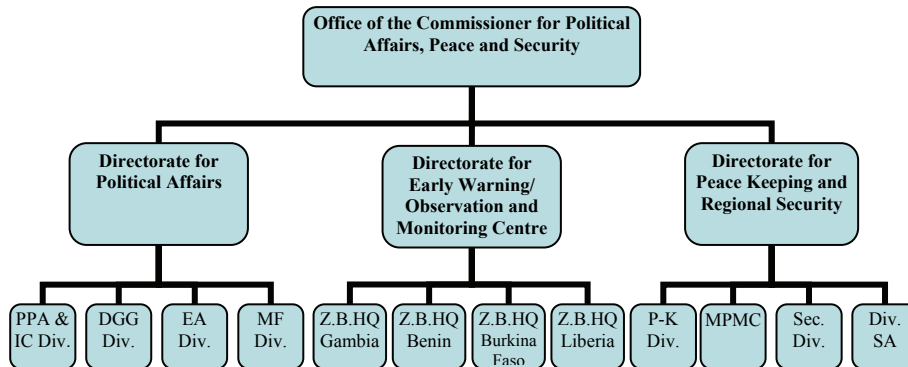 Office of the Commissioner for Political
Affairs, Peace and Security
Directorate for
Political Affairs
Directorate for
Early Warning/
Observation and
Monitoring Centre
Directorate for
Peace Keeping and
Regional Security
PPA &
IC Div.
DGG
Div.
EA
Div.
MF
Div.
Z.B.HQ
Gambia
Z.B.HQ
Benin
Z.B.HQ
Burkina
Faso
Z.B.HQ
Liberia
P-K
Div.
MPMC
Sec.
Div.
Div.
SA